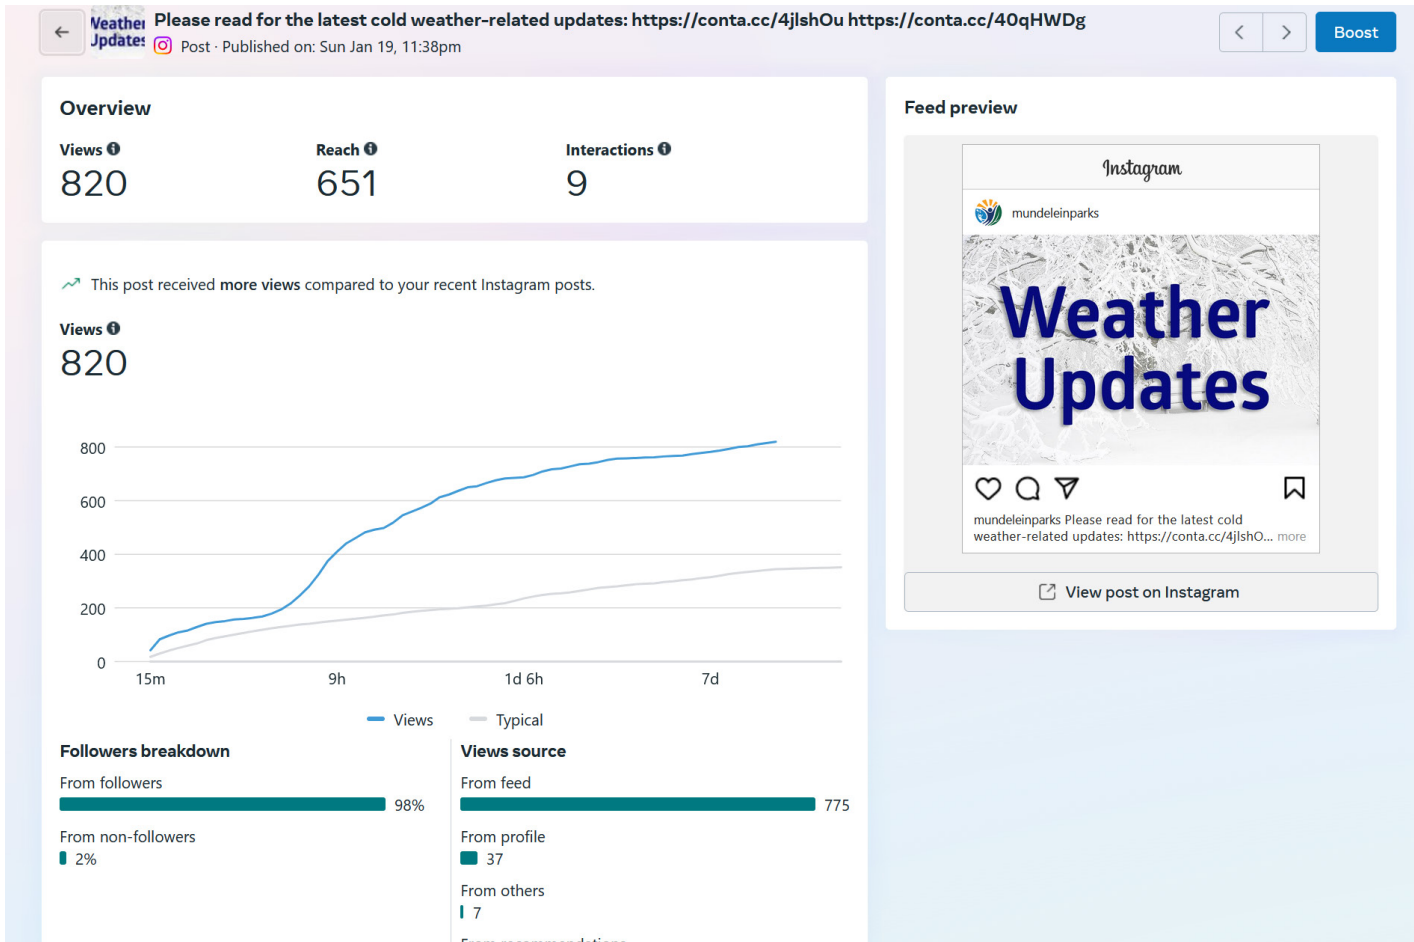 Weather
Updates
Please read for the latest cold weather-related updates: https://conta.cc/4jlshOu https://conta.cc/40qHWDg
Post · Published on: Sun Jan 19, 11:38pm
Boost
Overview
Views
Reach
Interactions
820
651
9
This post received more views compared to your recent Instagram posts.
Views
820
800
600
400
200
0
15m
9h
1d 6h
7d
Views
Typical
Followers breakdown
From followers
98%
From non-followers
2%
Views source
From feed
775
From profile
37
From others
7
From recommendations
Feed preview
Instagram
mundeleinparks
Weather
Updates
mundeleinparks Please read for the latest cold
weather-related updates: https://conta.cc/4jlshO... more
View post on Instagram